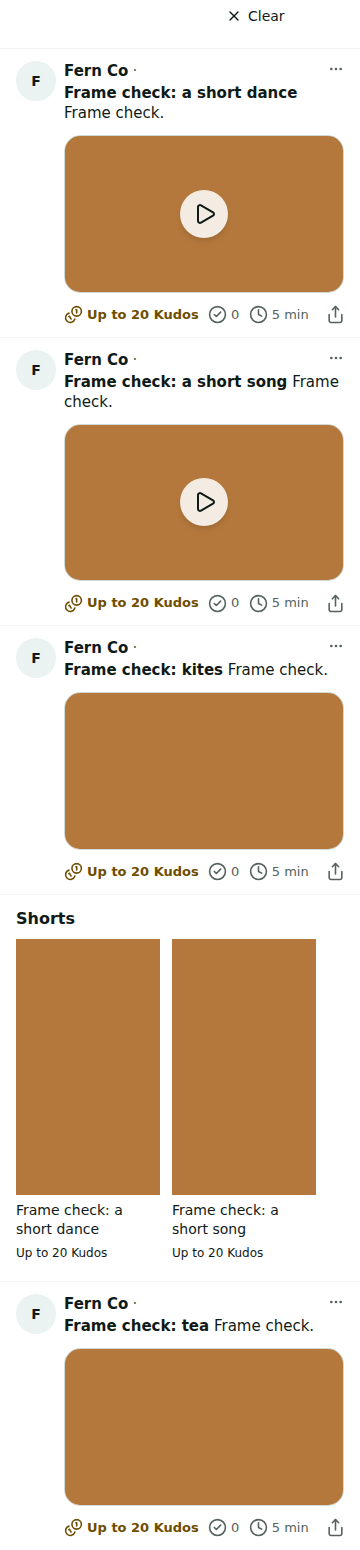 Clear
F
Fern Co ·
Frame check: a short dance
Frame check.
Up to 20 Kudos 0 5 min
F
Fern Co ·
Frame check: a short song Frame
check.
Up to 20 Kudos 0 5 min
F
Fern Co ·
Frame check: kites Frame check.
Up to 20 Kudos 0 5 min
Shorts
Frame check: a
short dance
Up to 20 Kudos
Frame check: a
short song
Up to 20 Kudos
F
Fern Co ·
Frame check: tea Frame check.
Up to 20 Kudos 0 5 min